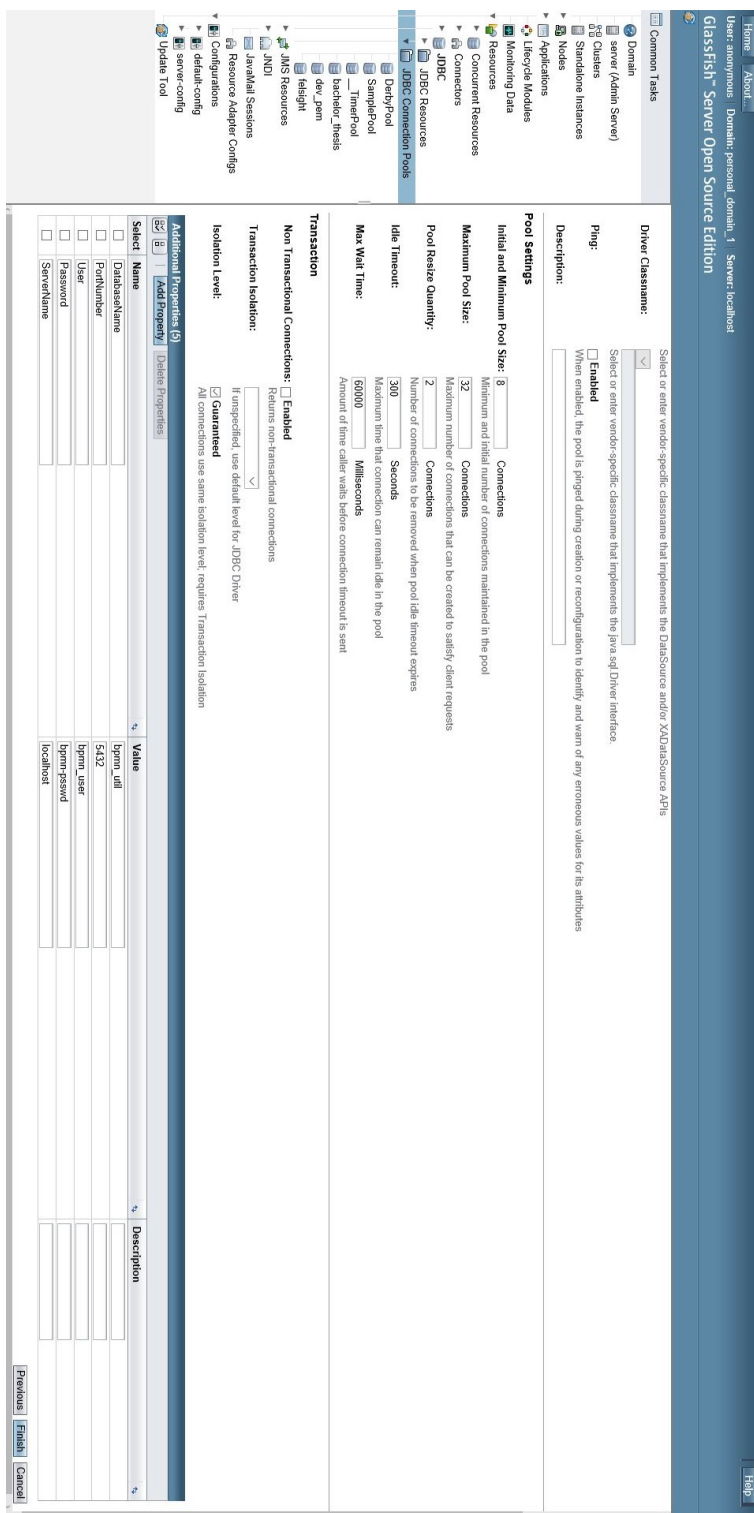 Home About... Help
User: anonymous Domain: personal_domain_1 Server: localhost
GlassFish™ Server Open Source Edition
Common Tasks
Domain
server (Admin Server)
Clusters
Standalone Instances
Nodes
Applications
Lifecycle Modules
Monitoring Data
Resources
Concurrent Resources
Connectors
JDBC
JDBC Resources
JDBC Connection Pools
DerbyPool
SamplePool
__TimerPool
bachelor_thesis
dev_pem
felsight
JMS Resources
JNDI
JavaMail Sessions
Resource Adapter Configs
Configurations
default-config
server-config
Update Tool
Select or enter vendor-specific classname that implements the DataSource and/or XADataSource APIs
Driver Classname:
Select or enter vendor-specific classname that implements the java.sql.Driver interface.
Ping: Enabled
When enabled, the pool is pinged during creation or reconfiguration to identify and warn of any erroneous values for its attributes
Description:
Pool Settings
Initial and Minimum Pool Size: 8 Connections
Minimum and initial number of connections maintained in the pool
Maximum Pool Size: 32 Connections
Maximum number of connections that can be created to satisfy client requests
Pool Resize Quantity: 2 Connections
Number of connections to be removed when pool idle timeout expires
Idle Timeout: 300 Seconds
Maximum time that connection can remain idle in the pool
Max Wait Time: 60000 Milliseconds
Amount of time caller waits before connection timeout is sent
Transaction
Non Transactional Connections: Enabled
Returns non-transactional connections
Transaction Isolation:
If unspecified, use default level for JDBC Driver
Isolation Level: Guaranteed
All connections use same isolation level; requires Transaction Isolation
Additional Properties (5)
Add Property Delete Properties
Select Name Value Description
DatabaseName bpmn_util
PortNumber 5432
User bpmn_user
Password bpmn-psswd
ServerName localhost
Previous Finish Cancel